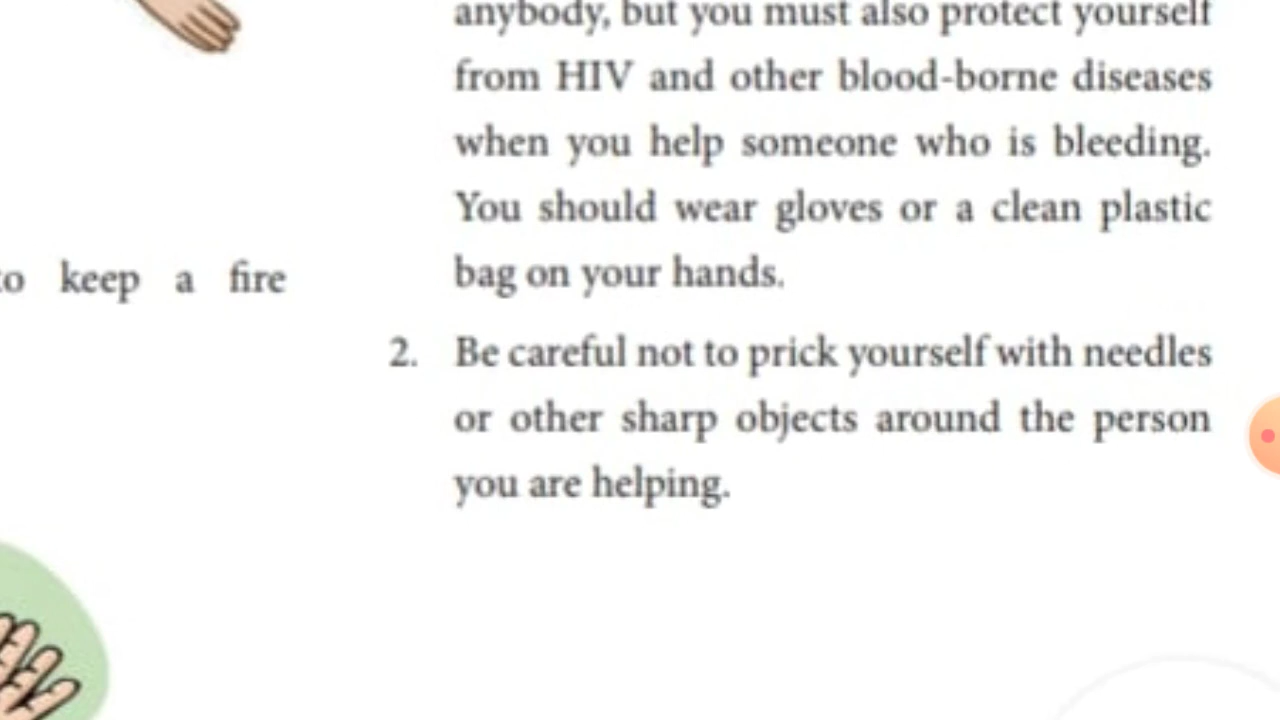 anybody, but you must also protect yourself
from HIV and other blood-borne diseases
when you help someone who is bleeding.
You should wear gloves or a clean plastic
bag on your hands.
to keep a fire
2. Be careful not to prick yourself with needles
or other sharp objects around the person
you are helping.